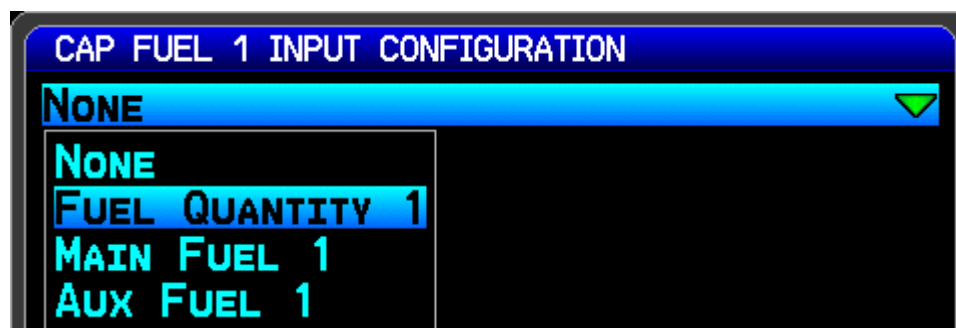 CAP FUEL 1 INPUT CONFIGURATION
NONE
NONE
FUEL QUANTITY 1
MAIN FUEL 1
AUX FUEL 1